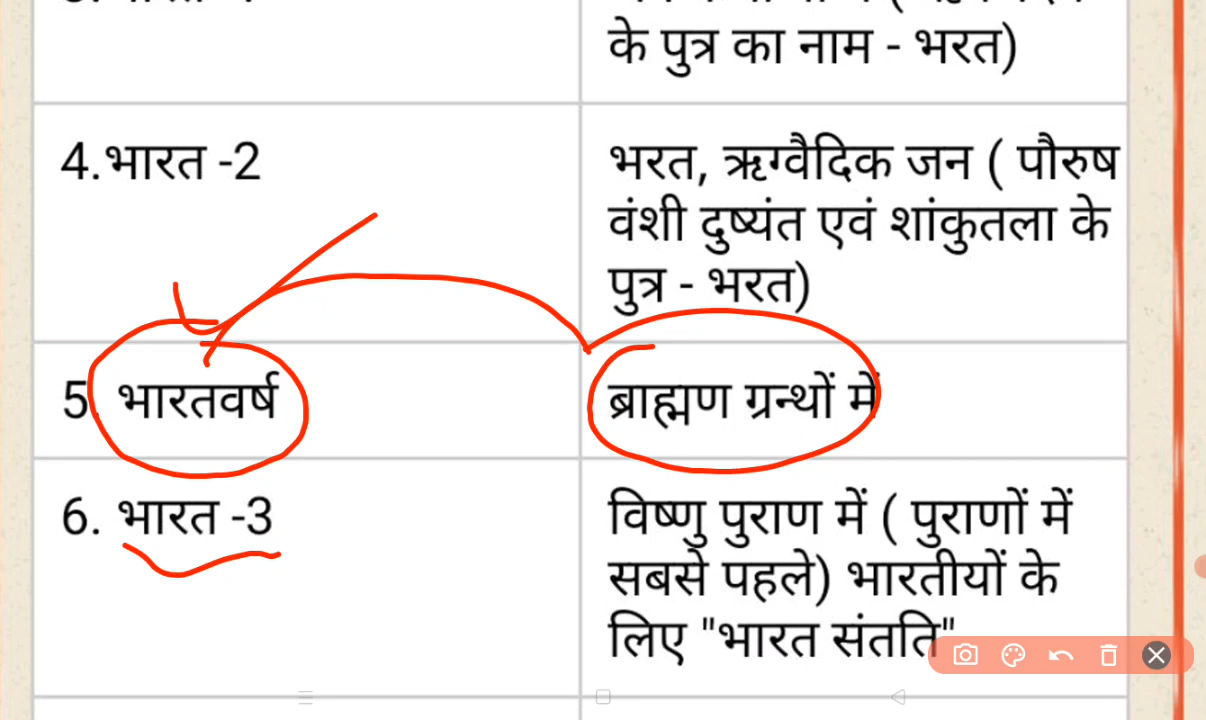 के पुत्र का नाम - भरत)
4.भारत -2
भरत, ऋग्वैदिक जन ( पौरुष
वंशी दुष्यंत एवं शांकुतला के
पुत्र - भरत)
5. भारतवर्ष
ब्राह्मण ग्रन्थों में
6. भारत -3
विष्णु पुराण में ( पुराणों में
सबसे पहले) भारतीयों के
लिए "भारत संतति"